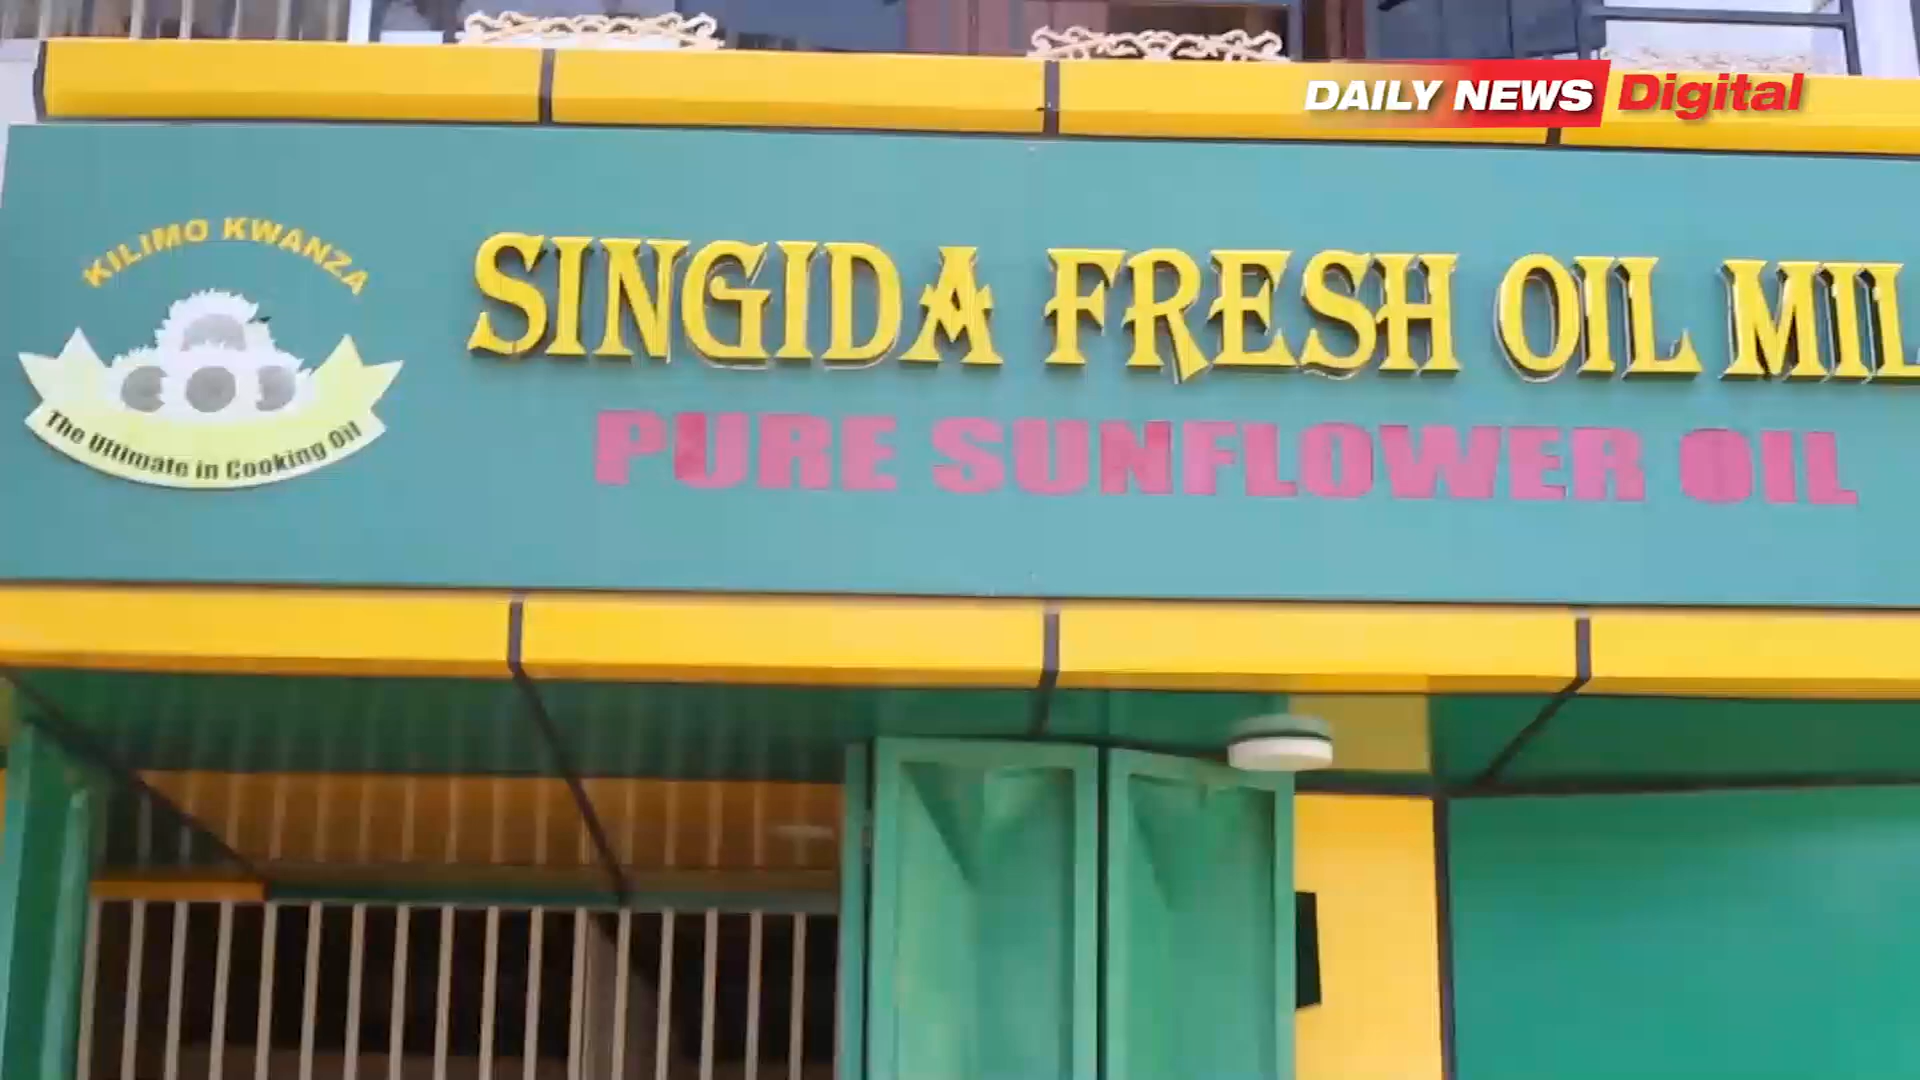 DAILY NEWS Digital
KILIMO KWANZA
The Ultimate in Cooking Oil
SINGIDA FRESH OIL MIL
PURE SUNFLOWER OIL